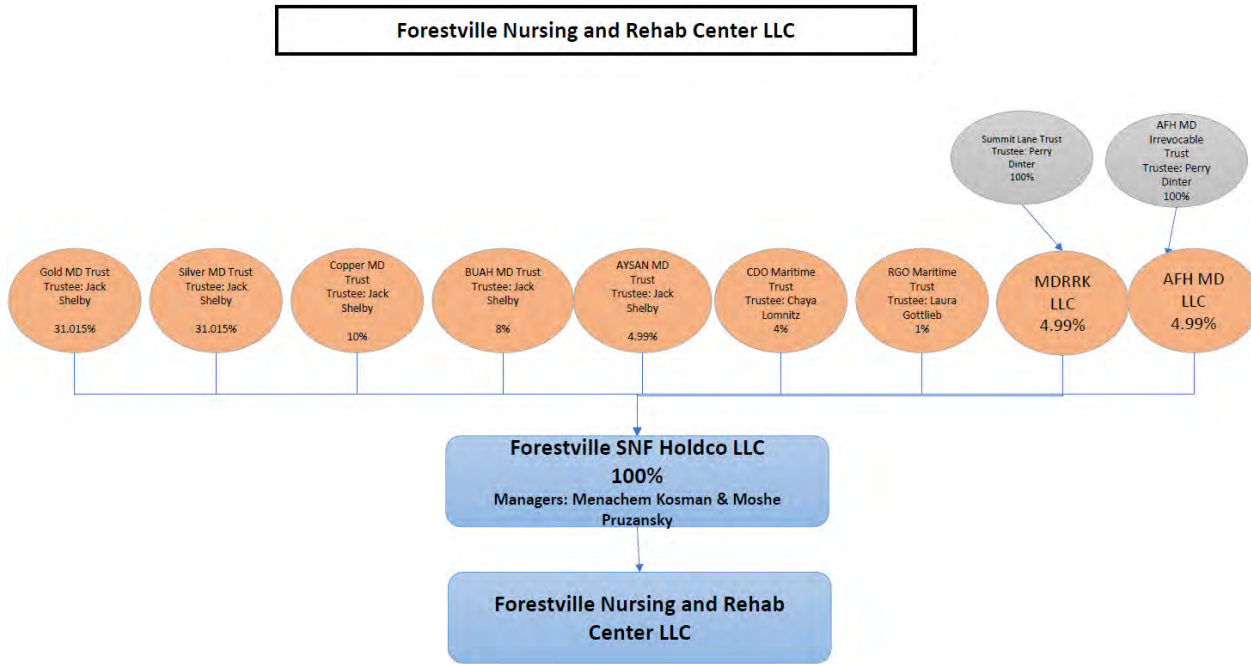 Forestville Nursing and Rehab Center LLC
Summit Lane Trust
Trustee: Perry
Dinter
100%
AFH MD
Irrevocable
Trust
Trustee: Perry
Dinter
100%
Gold MD Trust
Trustee: Jack
Shelby
31.015%
Silver MD Trust
Trustee: Jack
Shelby
31.015%
Copper MD
Trust
Trustee: Jack
Shelby
10%
BUAH MD Trust
Trustee: Jack
Shelby
8%
AYSAN MD
Trust
Trustee: Jack
Shelby
4.99%
CDO Maritime
Trust
Trustee: Chaya
Lomnitz
4%
RGO Maritime
Trust
Trustee: Laura
Gottlieb
1%
MDRRK
LLC
4.99%
AFH MD
LLC
4.99%
Forestville SNF Holdco LLC
100%
Managers: Menachem Kosman & Moshe
Pruzansky
Forestville Nursing and Rehab
Center LLC